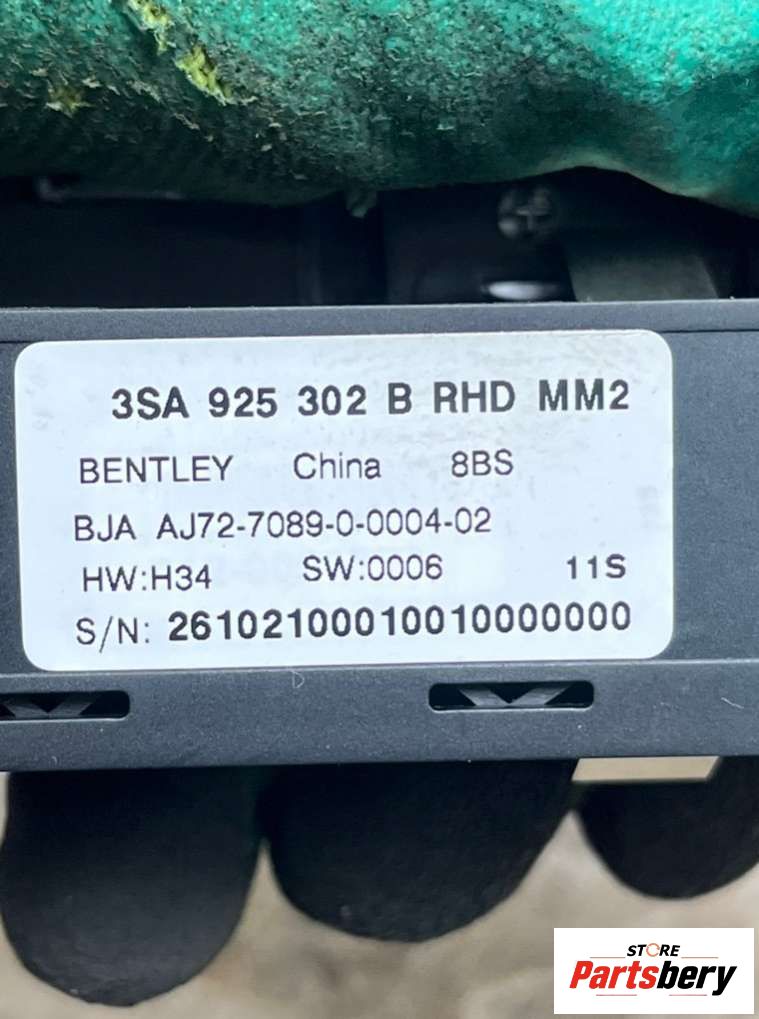 3SA 925 302 B RHD MM2
BENTLEY China 8BS
BJA AJ72-7089-0-0004-02
HW:H34 SW:0006 11S
S/N: 26102100010010000000
STORE
Partsbery